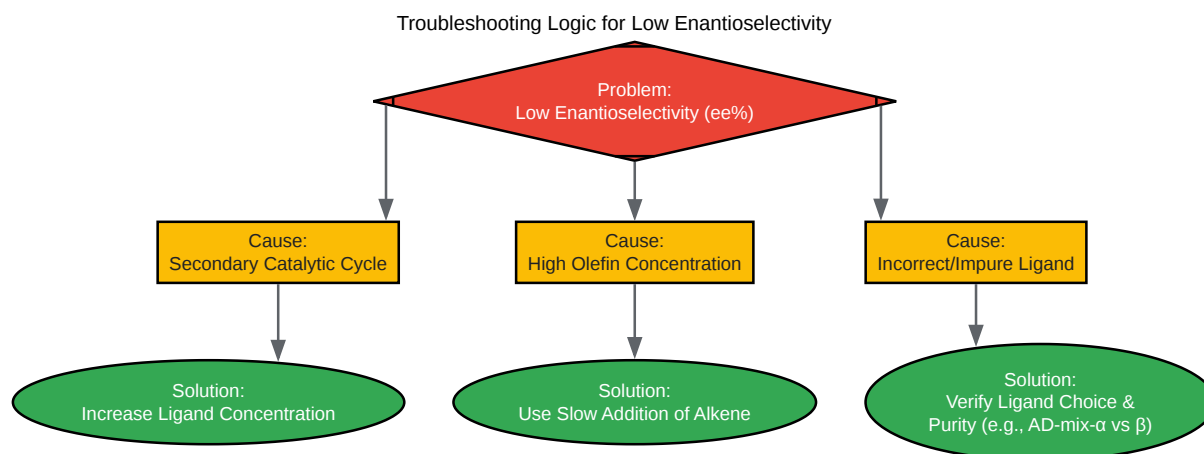 Troubleshooting Logic for Low Enantioselectivity
Problem:
Low Enantioselectivity (ee%)
Cause:
Secondary Catalytic Cycle
Cause:
High Olefin Concentration
Cause:
Incorrect/Impure Ligand
Solution:
Increase Ligand Concentration
Solution:
Use Slow Addition of Alkene
Solution:
Verify Ligand Choice &
Purity (e.g., AD-mix-α vs β)